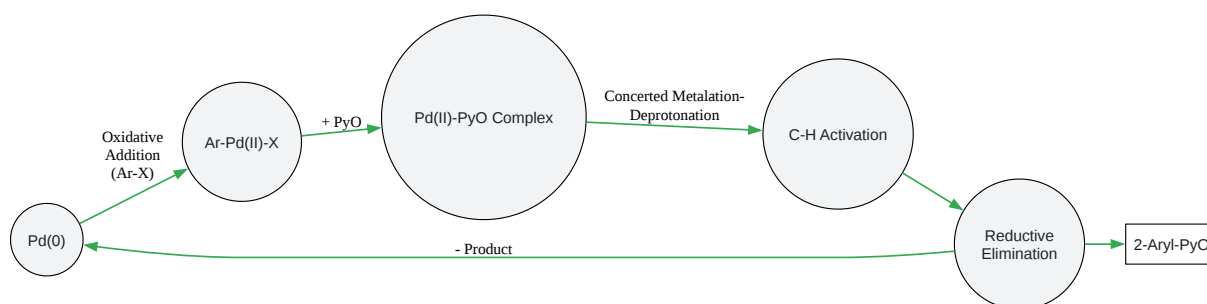 Oxidative
Addition
(Ar-X)
Pd(0)
Ar-Pd(II)-X
+ PyO
Pd(II)-PyO Complex
Concerted Metalation-
Deprotonation
C-H Activation
Reductive
Elimination
2-Aryl-PyO
- Product